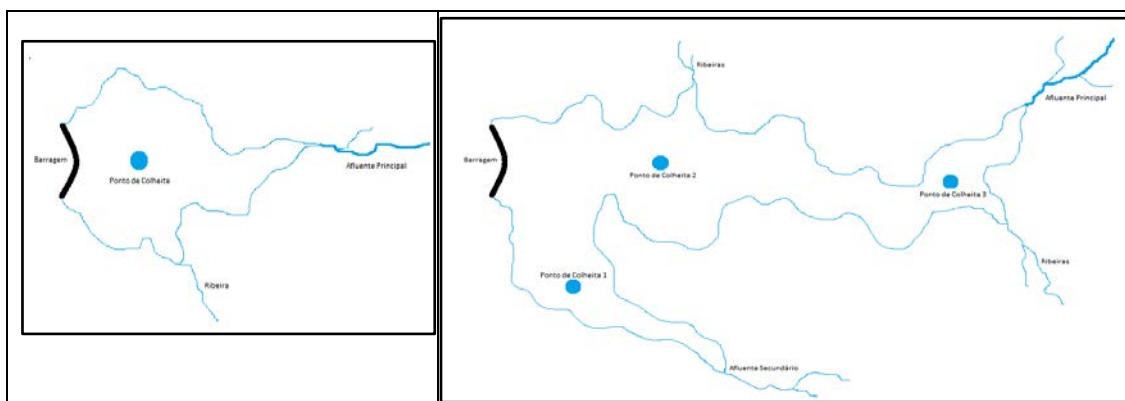 Barragem
Ponto de Colheita
Afluente Principal
Ribeira
Ribeiras
Afluente Principal
Barragem
Ponto de Colheita 2
Ponto de Colheita 3
Ponto de Colheita 1
Ribeiras
Afluente Secundário